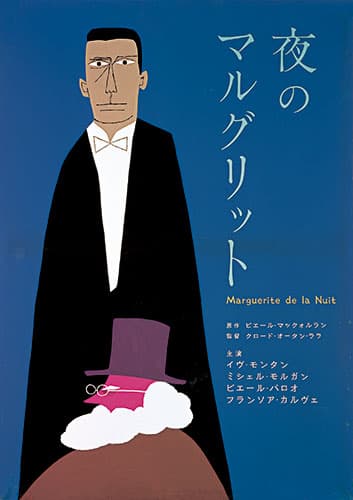 夜の
マルグリット
Marguerite de la Nuit
原作 ピエール・マックォルラン
監督 クロード・オータン・ララ
主演
イヴ・モンタン
ミシェル・モルガン
ピエール・パロオ
フランソア・カルヴェ